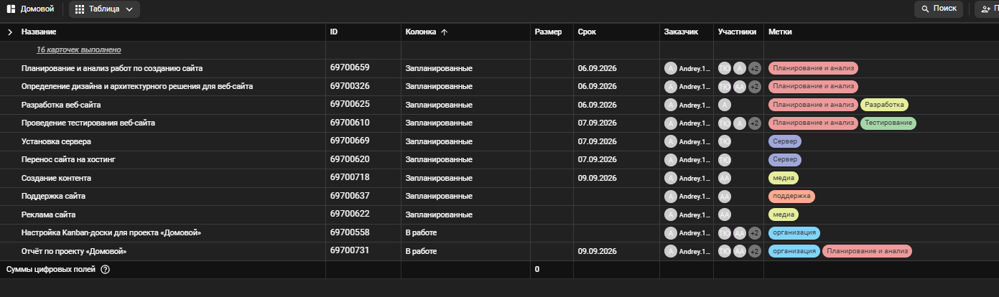 Домовой Таблица Поиск П
Название ID Колонка Размер Срок Заказчик Участники Метки
16 карточек выполнено
Планирование и анализ работ по созданию сайта 69700659 Запланированные 06.09.2026 A Andrey.1... ТЮ A +2 Планирование и анализ
Определение дизайна и архитектурного решения для веб-сайта 69700326 Запланированные 06.09.2026 A Andrey.1... ТЮ АА +2 Планирование и анализ
Разработка веб-сайта 69700625 Запланированные 06.09.2026 A Andrey.1... A Планирование и анализ Разработка
Проведение тестирования веб-сайта 69700610 Запланированные 07.09.2026 A Andrey.1... ТЮ A +2 Планирование и анализ Тестирование
Установка сервера 69700669 Запланированные 07.09.2026 A Andrey.1... ТЮ Сервер
Перенос сайта на хостинг 69700620 Запланированные 07.09.2026 A Andrey.1... ТЮ Сервер
Создание контента 69700718 Запланированные 09.09.2026 A Andrey.1... АА медиа
Поддержка сайта 69700637 Запланированные A Andrey.1... АА поддержка
Реклама сайта 69700622 Запланированные A Andrey.1... АА медиа
Настройка Kanban-доски для проекта «Домовой» 69700558 В работе A Andrey.1... ТЮ АА +2 организация
Отчёт по проекту «Домовой» 69700731 В работе 09.09.2026 A Andrey.1... ТЮ АА +2 организация Планирование и анализ
Суммы цифровых полей ? 0